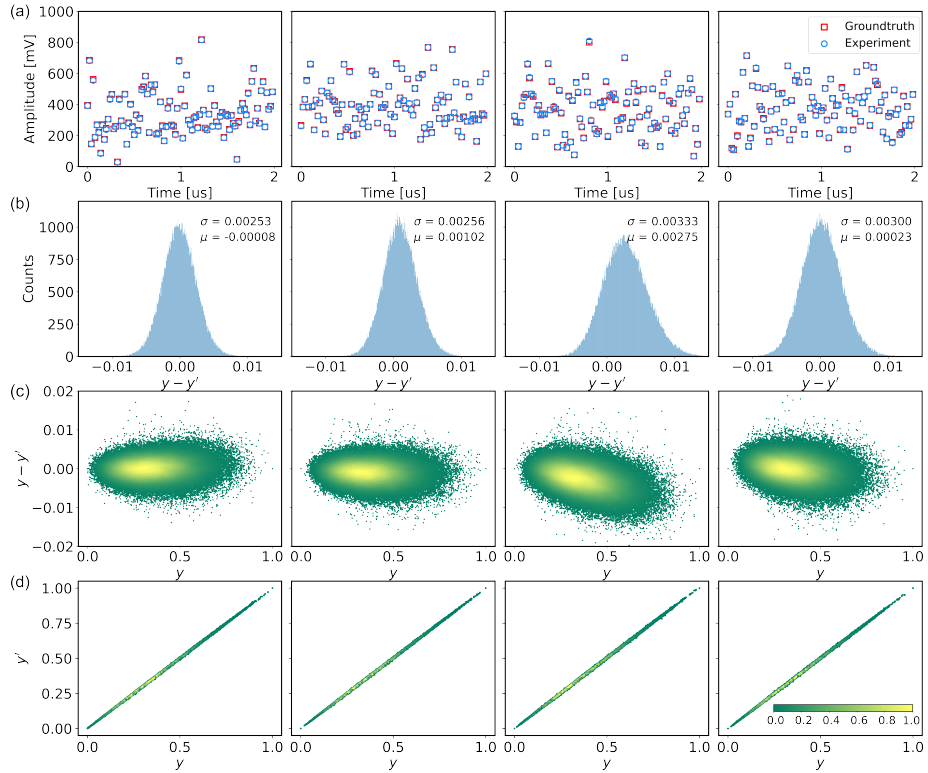 (a)
1000
800
600
400
200
0
Amplitude [mV]
Groundtruth
Experiment
0 1 2
0 1 2
0 1 2
0 1 2
Time [us]
Time [us]
Time [us]
Time [us]
(b)
1000
750
500
250
0
Counts
σ = 0.00253
μ = -0.00008
σ = 0.00256
μ = 0.00102
σ = 0.00333
μ = 0.00275
σ = 0.00300
μ = 0.00023
−0.01 0.00 0.01
−0.01 0.00 0.01
−0.01 0.00 0.01
−0.01 0.00 0.01
y − y′
y − y′
y − y′
y − y′
(c)
0.02
0.01
0.00
−0.01
−0.02
y − y′
0.0 0.5 1.0
0.0 0.5 1.0
0.0 0.5 1.0
0.0 0.5 1.0
y
y
y
y
(d)
1.00
0.75
0.50
0.25
0.00
y′
0.0 0.2 0.4 0.6 0.8 1.0
0.0 0.5 1.0
0.0 0.5 1.0
0.0 0.5 1.0
0.0 0.5 1.0
y
y
y
y